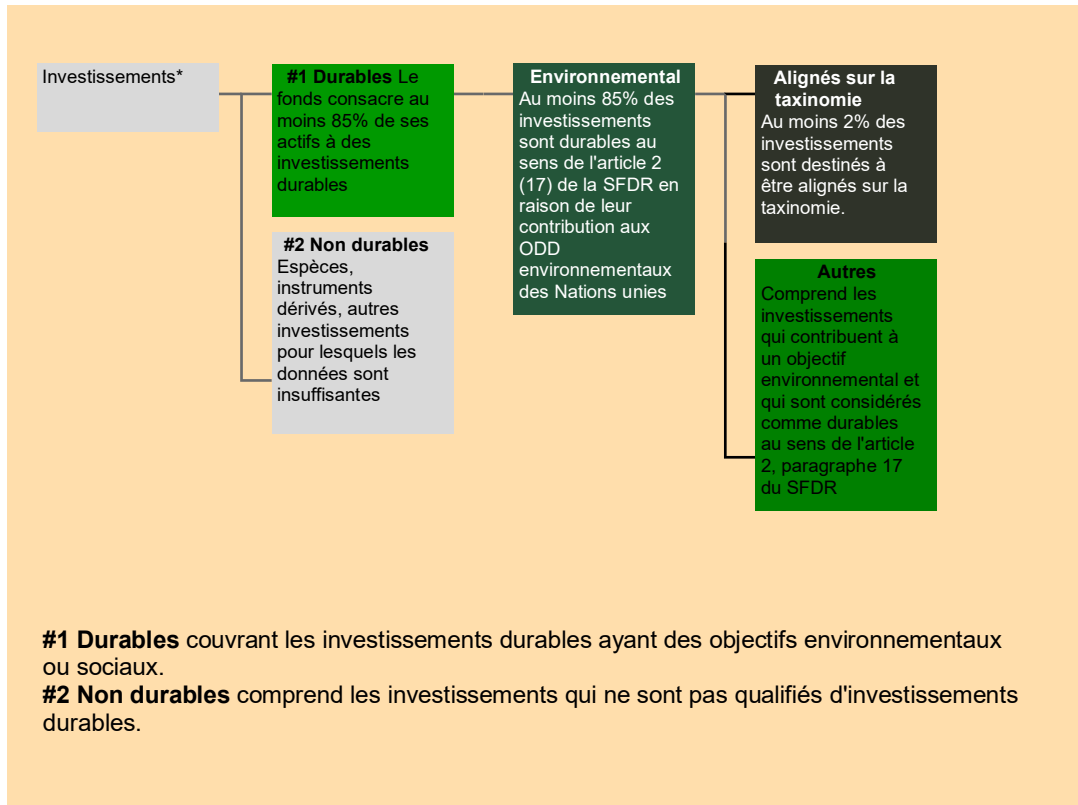 Investissements*
#1 Durables Le
fonds consacre au
moins 85% de ses
actifs à des
investissements
durables
#2 Non durables
Espèces,
instruments
dérivés, autres
investissements
pour lesquels les
données sont
insuffisantes
Environnemental
Au moins 85% des
investissements
sont durables au
sens de l'article 2
(17) de la SFDR en
raison de leur
contribution aux
ODD
environnementaux
des Nations unies
Alignés sur la
taxinomie
Au moins 2% des
investissements
sont destinés à
être alignés sur la
taxinomie.
Autres
Comprend les
investissements
qui contribuent à
un objectif
environnemental et
qui sont considérés
comme durables
au sens de l'article
2, paragraphe 17
du SFDR
#1 Durables couvrant les investissements durables ayant des objectifs environnementaux
ou sociaux.
#2 Non durables comprend les investissements qui ne sont pas qualifiés d'investissements
durables.